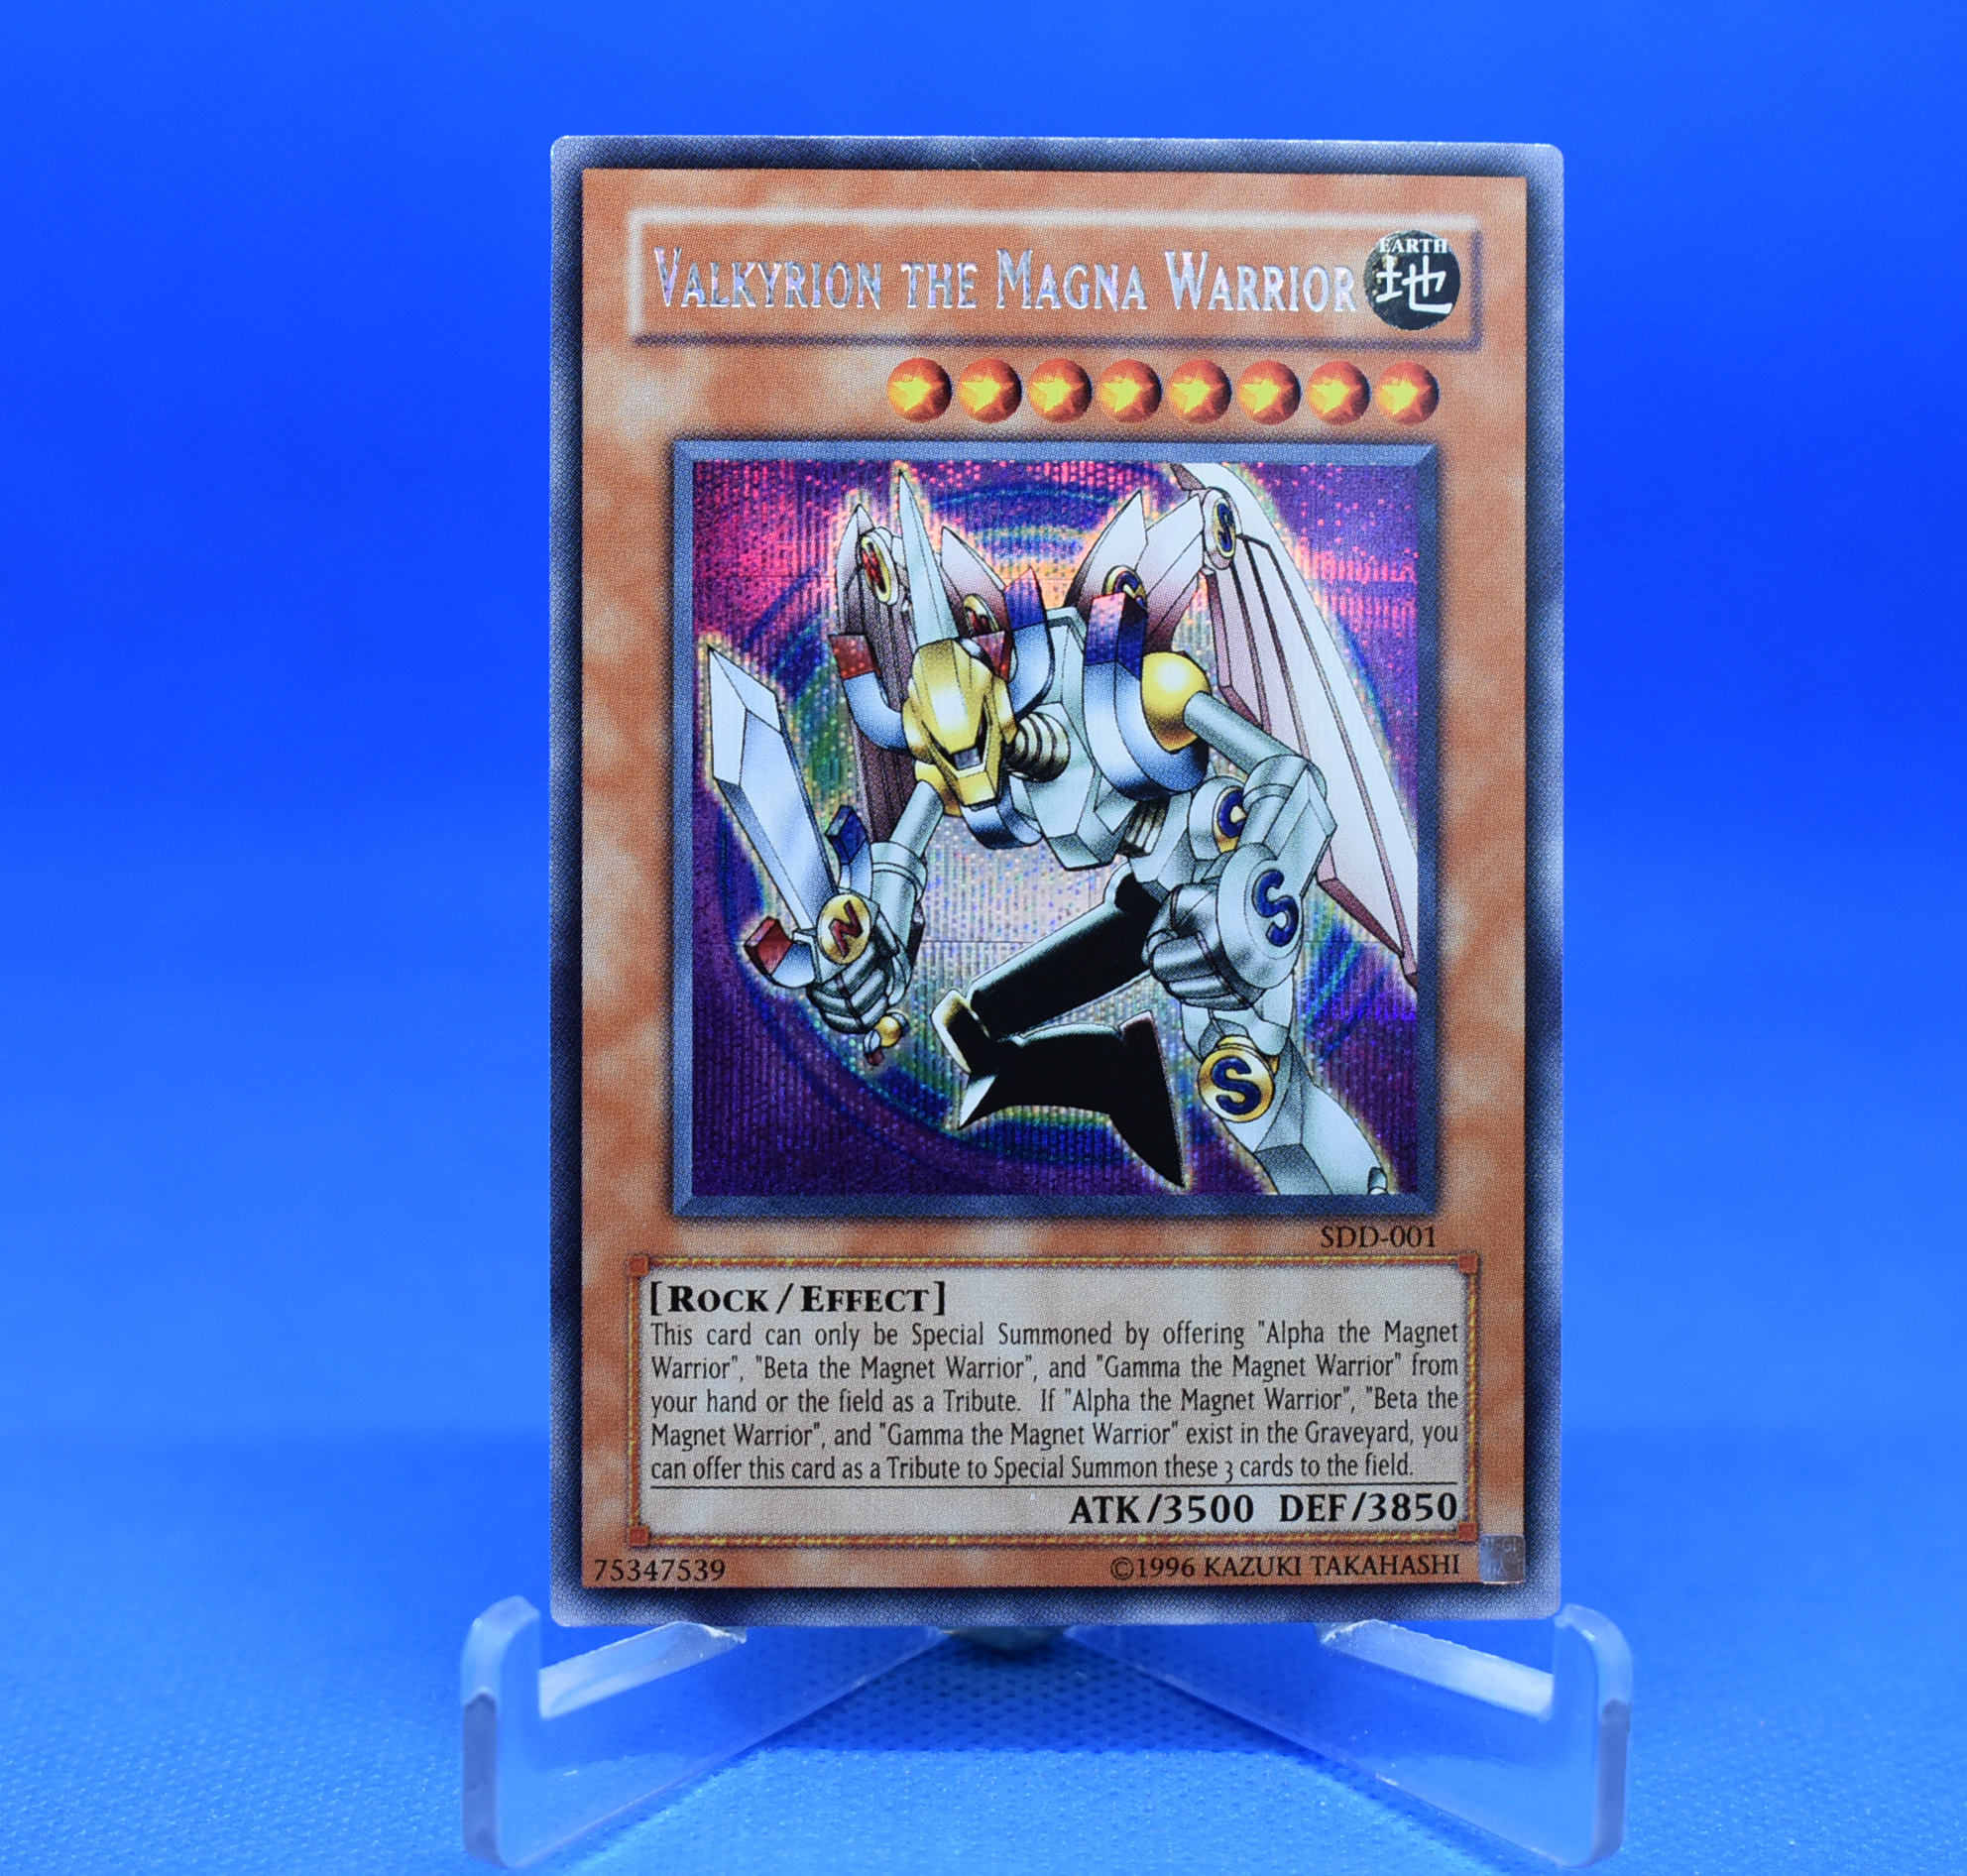 VALKYRION THE MAGNA WARRIOR
EARTH
地
N
S
S
S
SDD-001
[ROCK/EFFECT]
This card can only be Special Summoned by offering "Alpha the Magnet
Warrior", "Beta the Magnet Warrior", and "Gamma the Magnet Warrior" from
your hand or the field as a Tribute. If "Alpha the Magnet Warrior", "Beta the
Magnet Warrior", and "Gamma the Magnet Warrior" exist in the Graveyard, you
can offer this card as a Tribute to Special Summon these 3 cards to the field.
ATK/3500 DEF/3850
75347539
©1996 KAZUKI TAKAHASHI